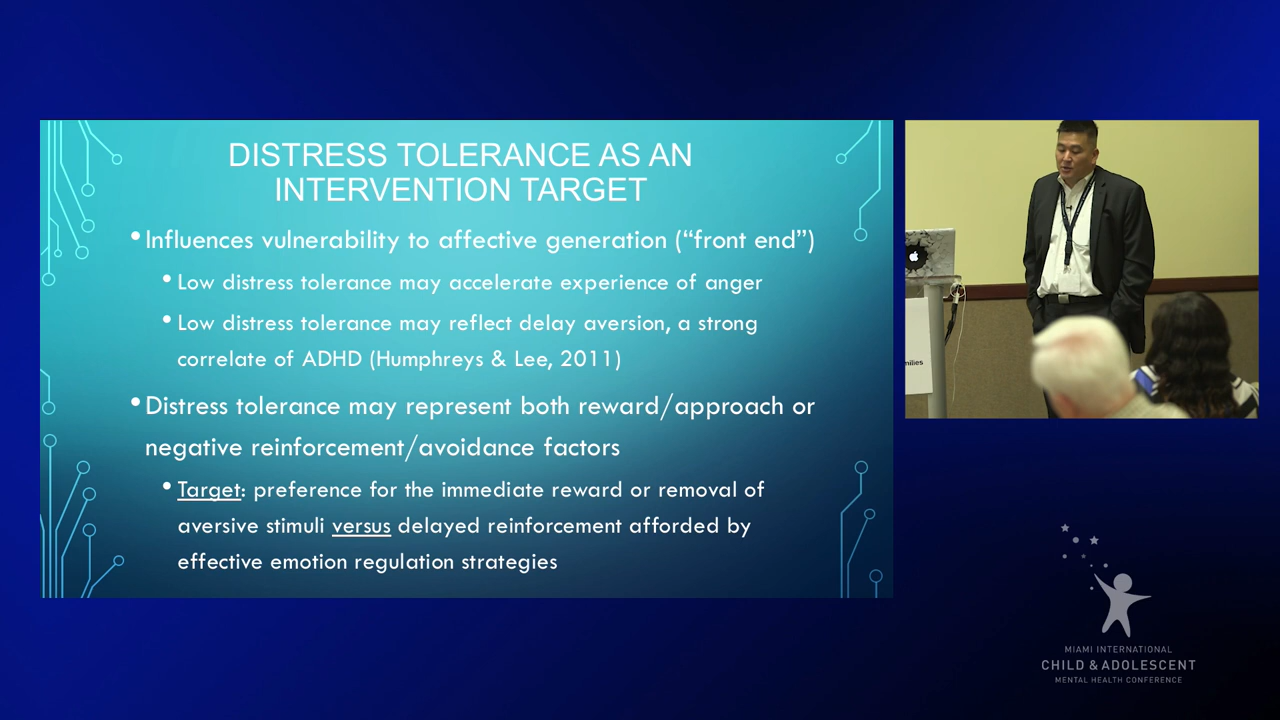 DISTRESS TOLERANCE AS AN
INTERVENTION TARGET
•Influences vulnerability to affective generation (“front end”)
•Low distress tolerance may accelerate experience of anger
•Low distress tolerance may reflect delay aversion, a strong
correlate of ADHD (Humphreys & Lee, 2011)
•Distress tolerance may represent both reward/approach or
negative reinforcement/avoidance factors
•Target: preference for the immediate reward or removal of
aversive stimuli versus delayed reinforcement afforded by
effective emotion regulation strategies
milies
MIAMI INTERNATIONAL
CHILD & ADOLESCENT
MENTAL HEALTH CONFERENCE